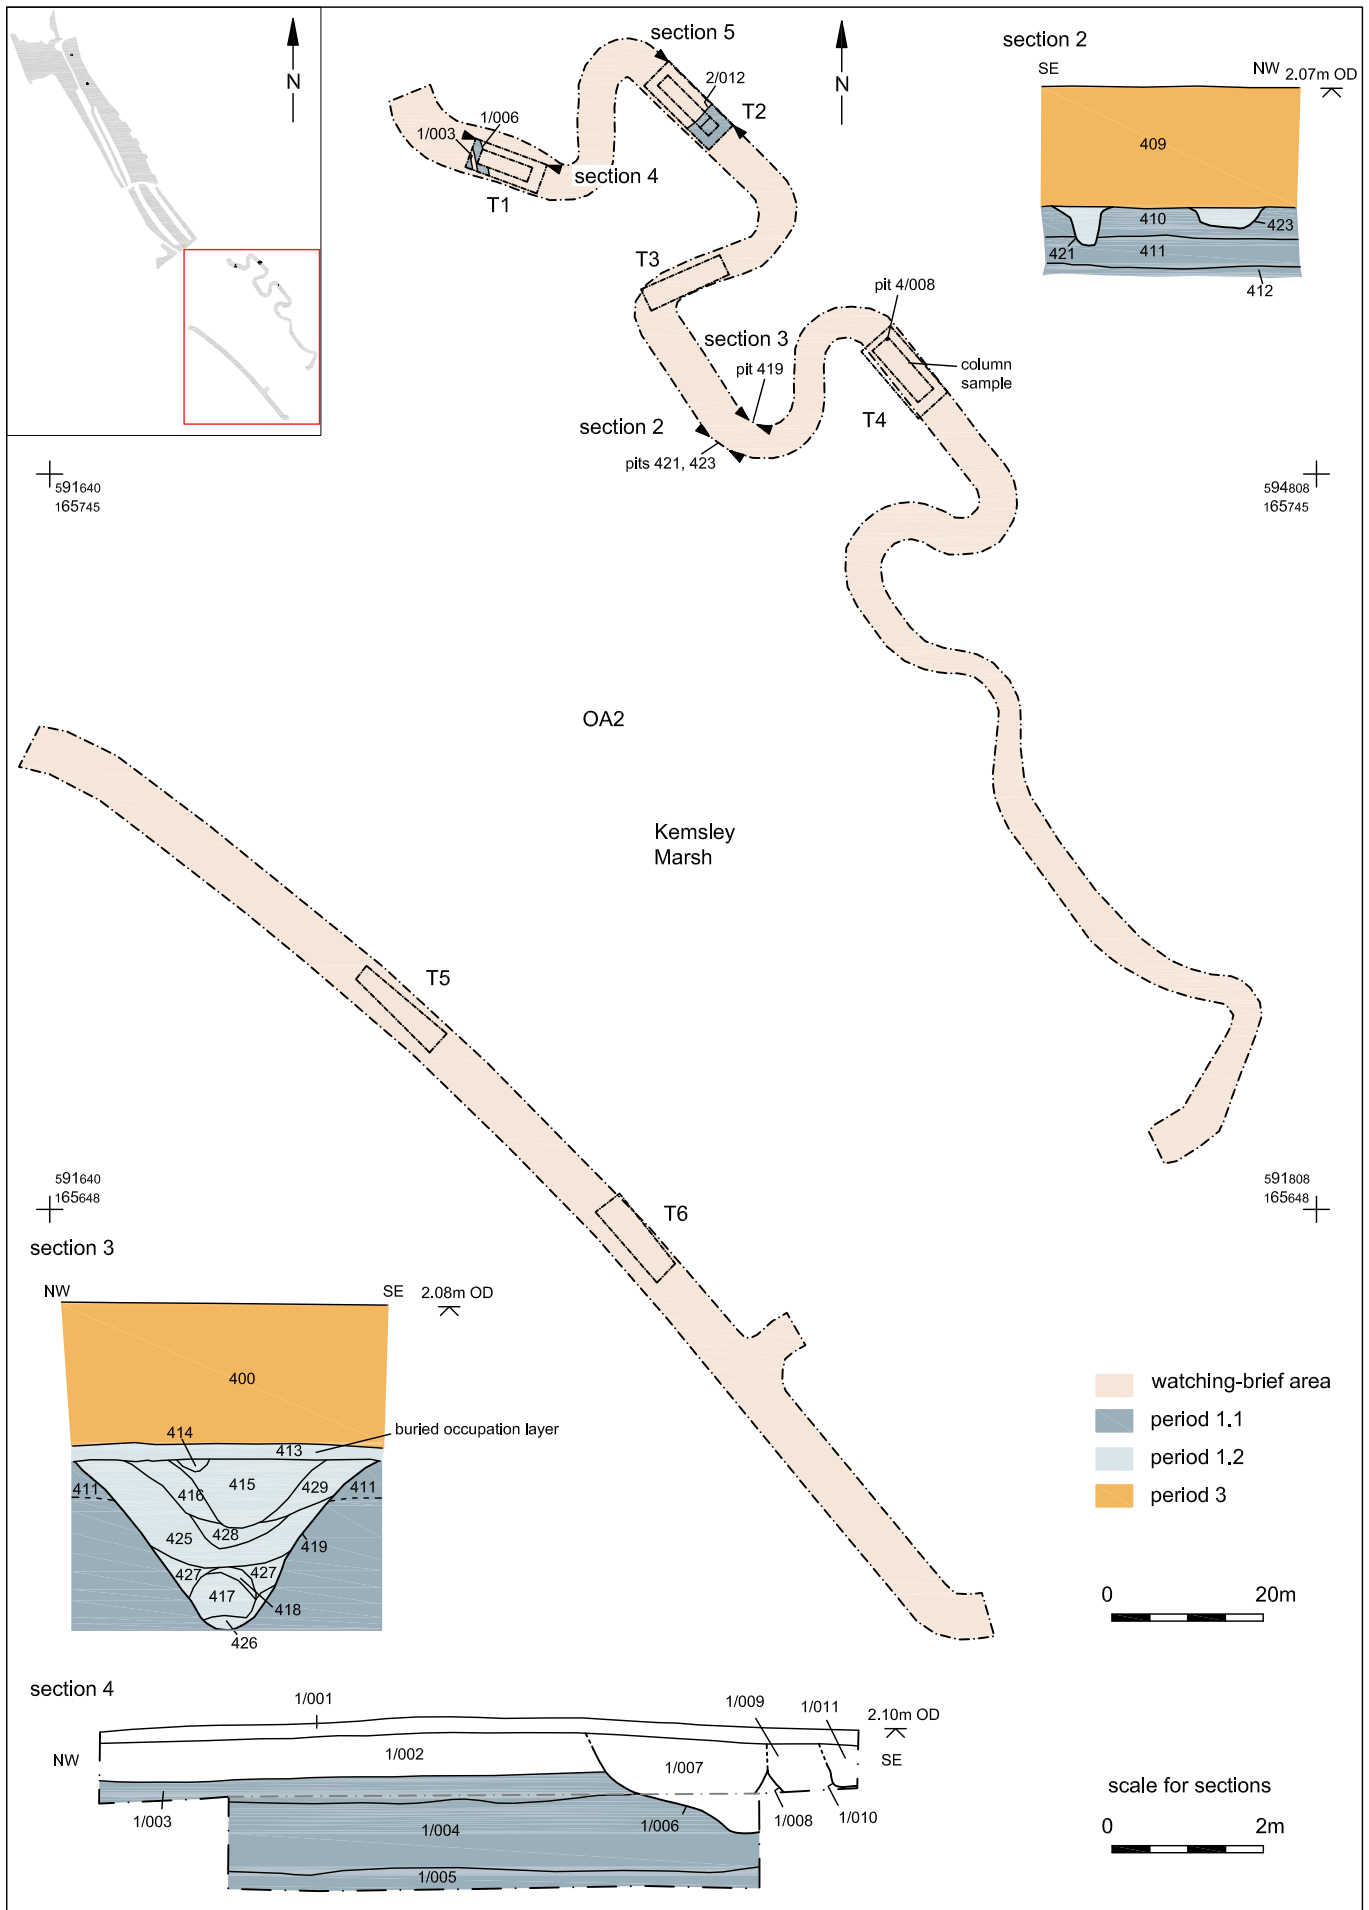 N
section 5
N
section 2
SE
NW
2.07m OD
409
410
423
421
411
412
2/012
T2
1/006
1/003
section 4
T1
T3
pit 4/008
section 3
column
sample
pit 419
T4
section 2
pits 421, 423
591640
165745
594808
165745
OA2
Kemsley
Marsh
T5
591640
165648
591808
165648
T6
section 3
NW
SE
2.08m OD
400
buried occupation layer
414
413
411
415
429
411
416
425
428
419
427
427
417
418
426
watching-brief area
period 1.1
period 1.2
period 3
0
20m
section 4
1/001
1/009
1/011
2.10m OD
NW
1/002
1/007
SE
1/003
1/004
1/006
1/008
1/010
1/005
scale for sections
0
2m